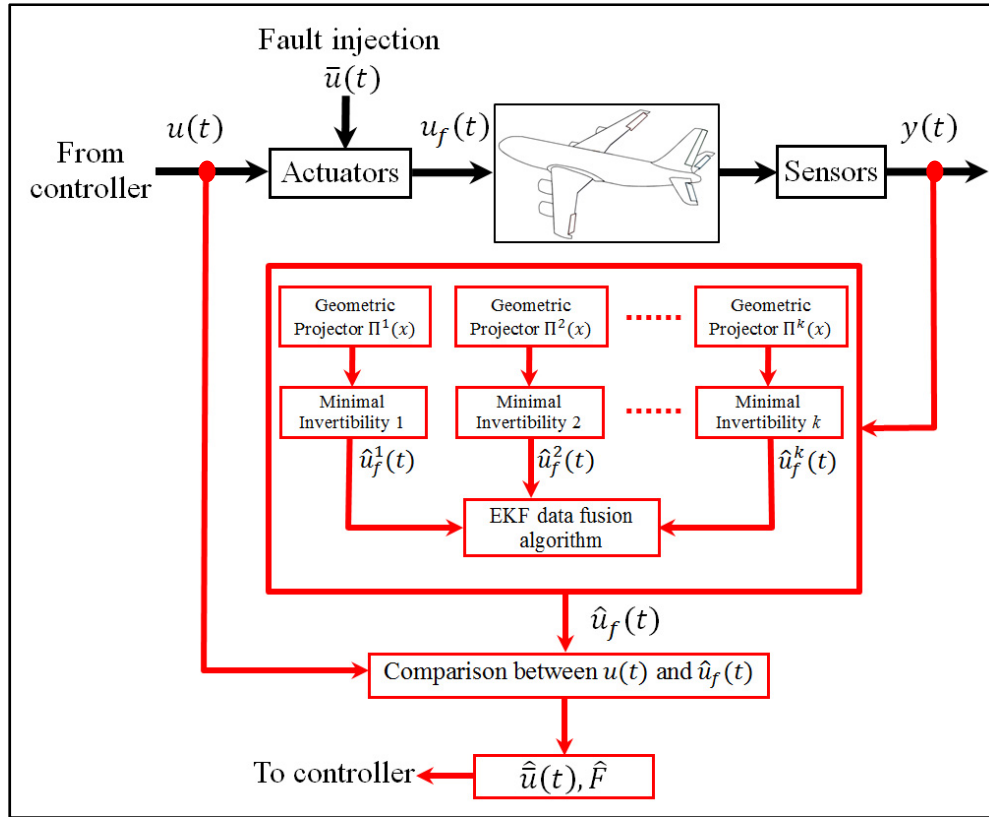 Fault injection
ū(t)
u(t)
u_f(t)
y(t)
From
controller
Actuators
Sensors
Geometric
Projector Π¹(x)
Geometric
Projector Π²(x)
Geometric
Projector Πᵏ(x)
Minimal
Invertibility 1
Minimal
Invertibility 2
Minimal
Invertibility k
û_f¹(t)
û_f²(t)
û_fᵏ(t)
EKF data fusion
algorithm
û_f(t)
Comparison between u(t) and û_f(t)
To controller
ū̂(t), F̂